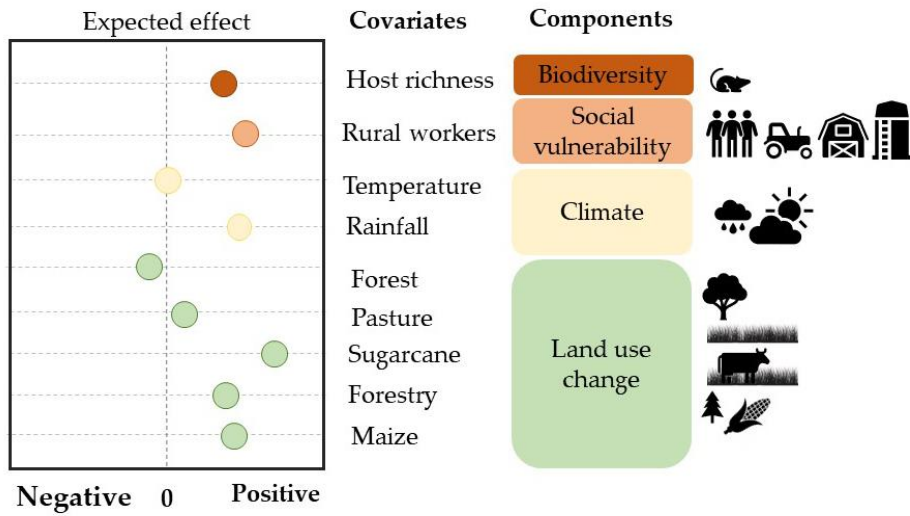 Expected effect
Covariates
Components
Host richness
Biodiversity
Rural workers
Social
vulnerability
Temperature
Climate
Rainfall
Forest
Pasture
Sugarcane
Land use
change
Forestry
Maize
Negative 0 Positive